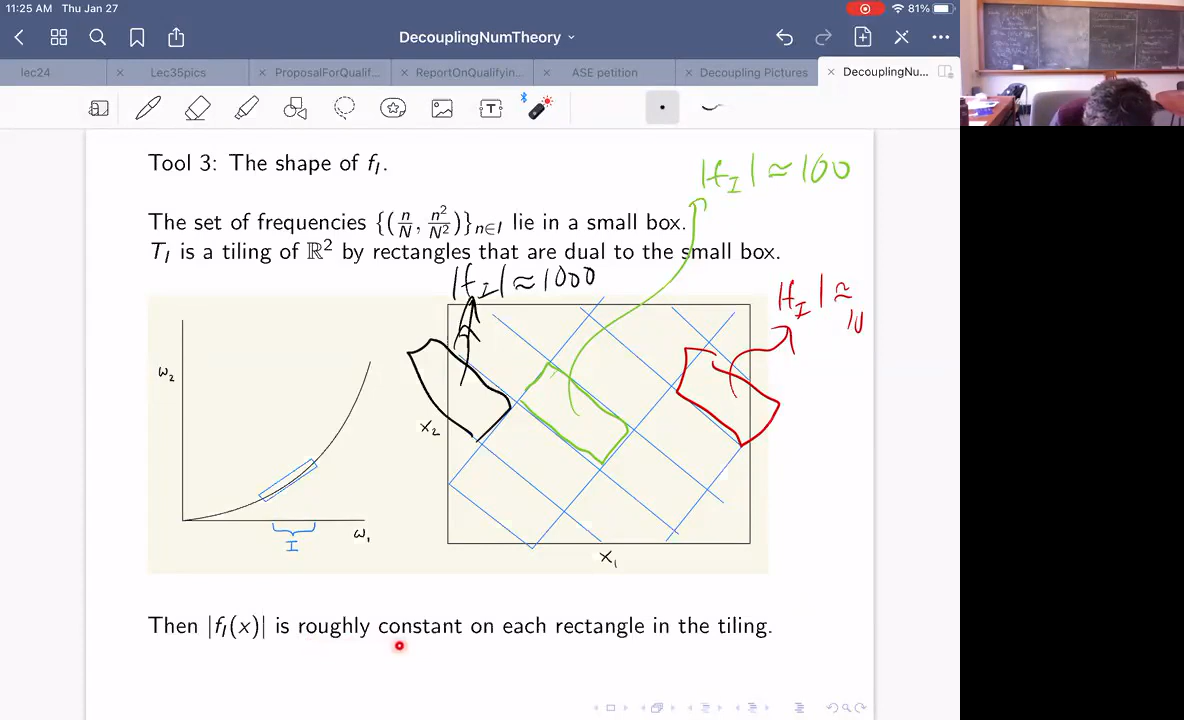 11:25 AM Thu Jan 27
81%
DecouplingNumTheory
lec24
Lec35pics
ProposalForQualif...
ReportOnQualifyin...
ASE petition
Decoupling Pictures
DecouplingNu...
Tool 3: The shape of f_I.
|f_I| ≈ 100
The set of frequencies {(n/N, n²/N²)}_{n∈I} lie in a small box.
T_I is a tiling of ℝ² by rectangles that are dual to the small box.
|f_I| ≈ 1000
|f_I| ≈ 10
ω₂
x₂
I
ω₁
x₁
Then |f_I(x)| is roughly constant on each rectangle in the tiling.